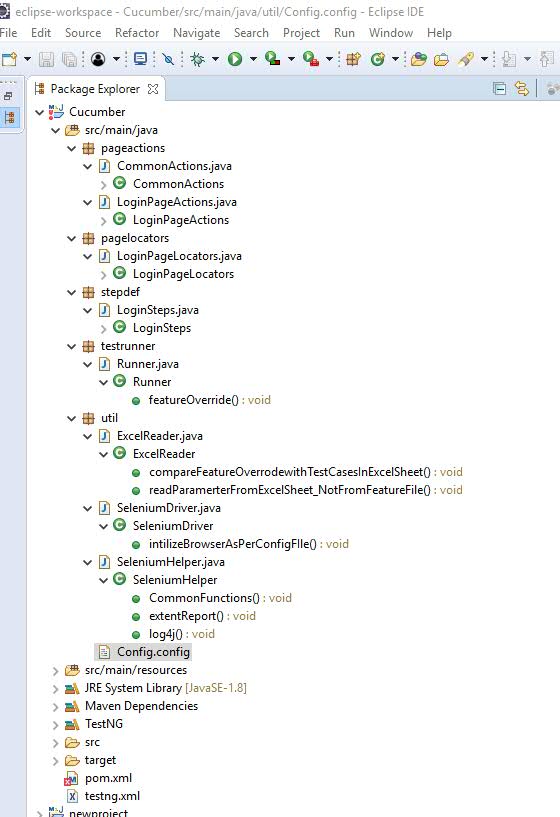 eclipse-workspace - Cucumber/src/main/java/util/Config.config - Eclipse IDE
File Edit Source Refactor Navigate Search Project Run Window Help
Package Explorer
Cucumber
src/main/java
pageactions
CommonActions.java
CommonActions
LoginPageActions.java
LoginPageActions
pagelocators
LoginPageLocators.java
LoginPageLocators
stepdef
LoginSteps.java
LoginSteps
testrunner
Runner.java
Runner
featureOverride() : void
util
ExcelReader.java
ExcelReader
compareFeatureOverrodewithTestCasesInExcelSheet() : void
readParamerterFromExcelSheet_NotFromFeatureFile() : void
SeleniumDriver.java
SeleniumDriver
intilizeBrowserAsPerConfigFIle() : void
SeleniumHelper.java
SeleniumHelper
CommonFunctions() : void
extentReport() : void
log4j() : void
Config.config
src/main/resources
JRE System Library [JavaSE-1.8]
Maven Dependencies
TestNG
src
target
pom.xml
testng.xml
newproject